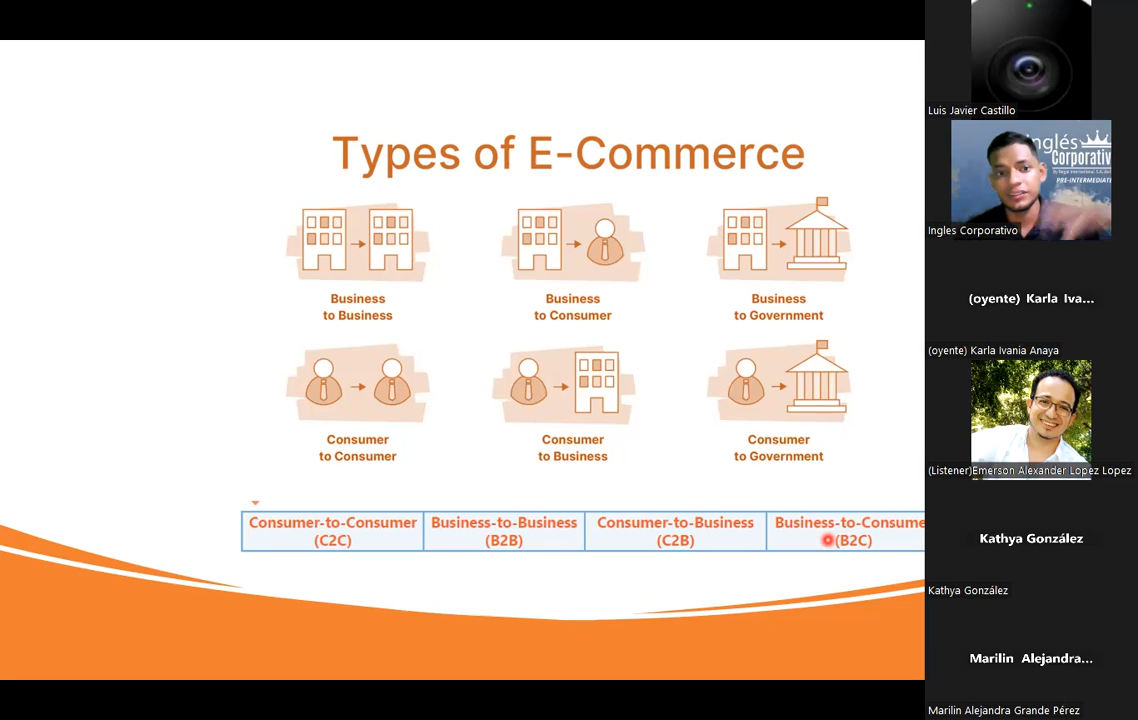 Types of E-Commerce
Business
to Business
Business
to Consumer
Business
to Government
Consumer
to Consumer
Consumer
to Business
Consumer
to Government
Consumer-to-Consumer
(C2C)
Business-to-Business
(B2B)
Consumer-to-Business
(C2B)
Business-to-Consume
(B2C)
Luis Javier Castillo
inglés
Corporativ
PRE-INTERMEDIATE
Ingles Corporativo
(oyente) Karla Iva...
(oyente) Karla Ivania Anaya
(Listener)Emerson Alexander Lopez Lopez
Kathya González
Kathya González
Marilin Alejandra...
Marilin Alejandra Grande Pérez